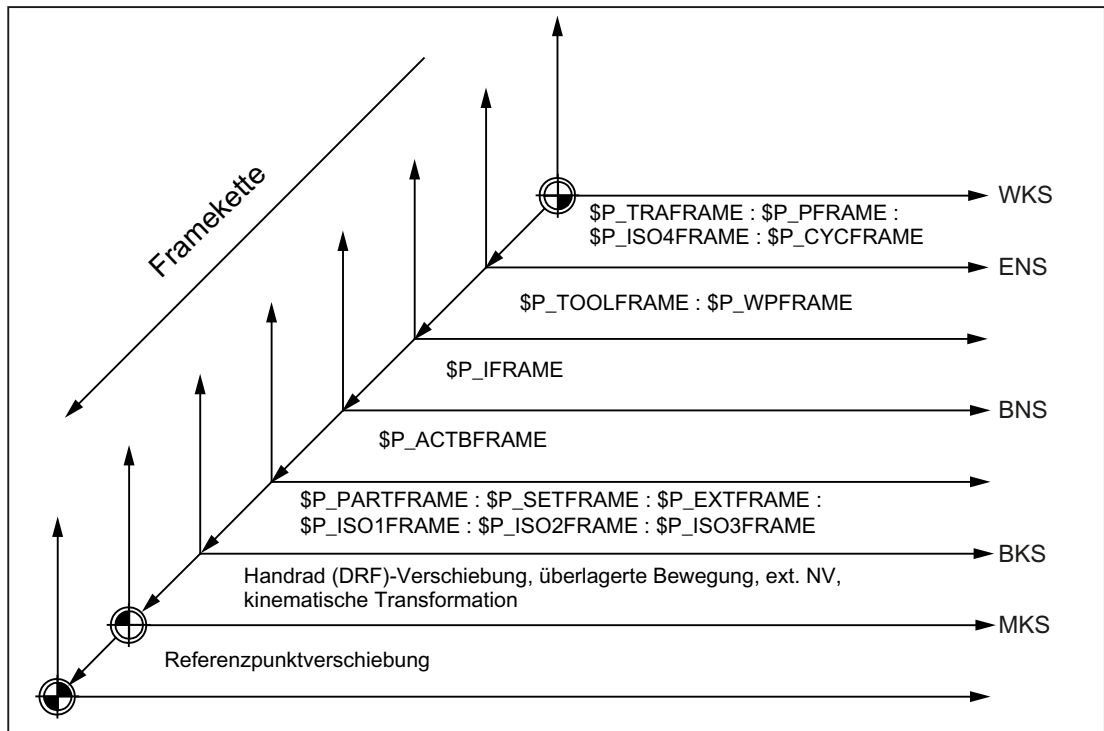 Framekette
WKS
$P_TRAFRAME : $P_PFRAME :
$P_ISO4FRAME : $P_CYCFRAME
ENS
$P_TOOLFRAME : $P_WPFRAME
$P_IFRAME
BNS
$P_ACTBFRAME
$P_PARTFRAME : $P_SETFRAME : $P_EXTFRAME :
$P_ISO1FRAME : $P_ISO2FRAME : $P_ISO3FRAME
BKS
Handrad (DRF)-Verschiebung, überlagerte Bewegung, ext. NV,
kinematische Transformation
MKS
Referenzpunktverschiebung